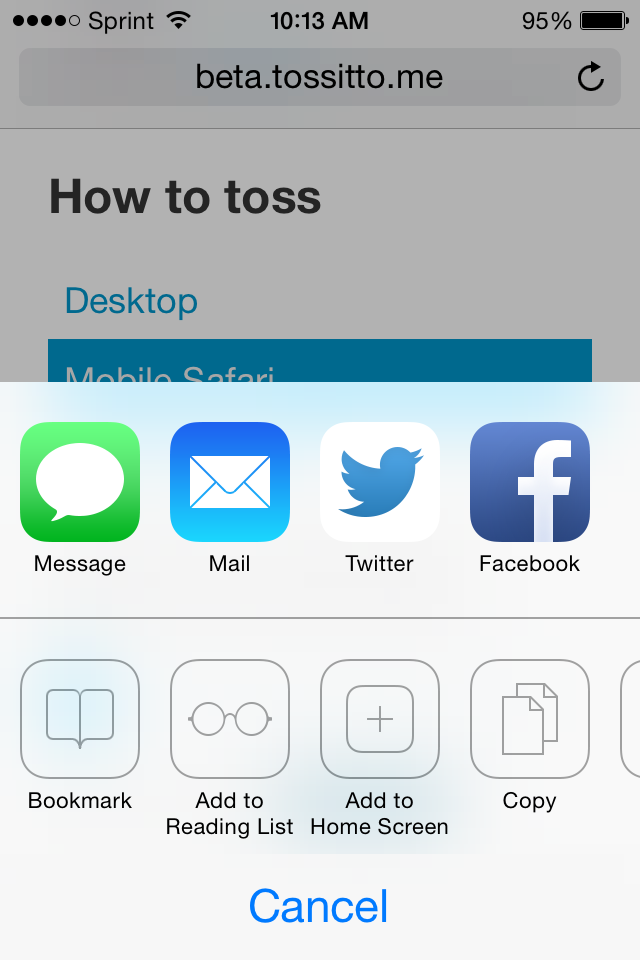 Sprint 10:13 AM 95%
beta.tossitto.me
How to toss
Desktop
Mobile Safari
Message Mail Twitter Facebook
Bookmark Add to Add to Copy
Reading List Home Screen
Cancel